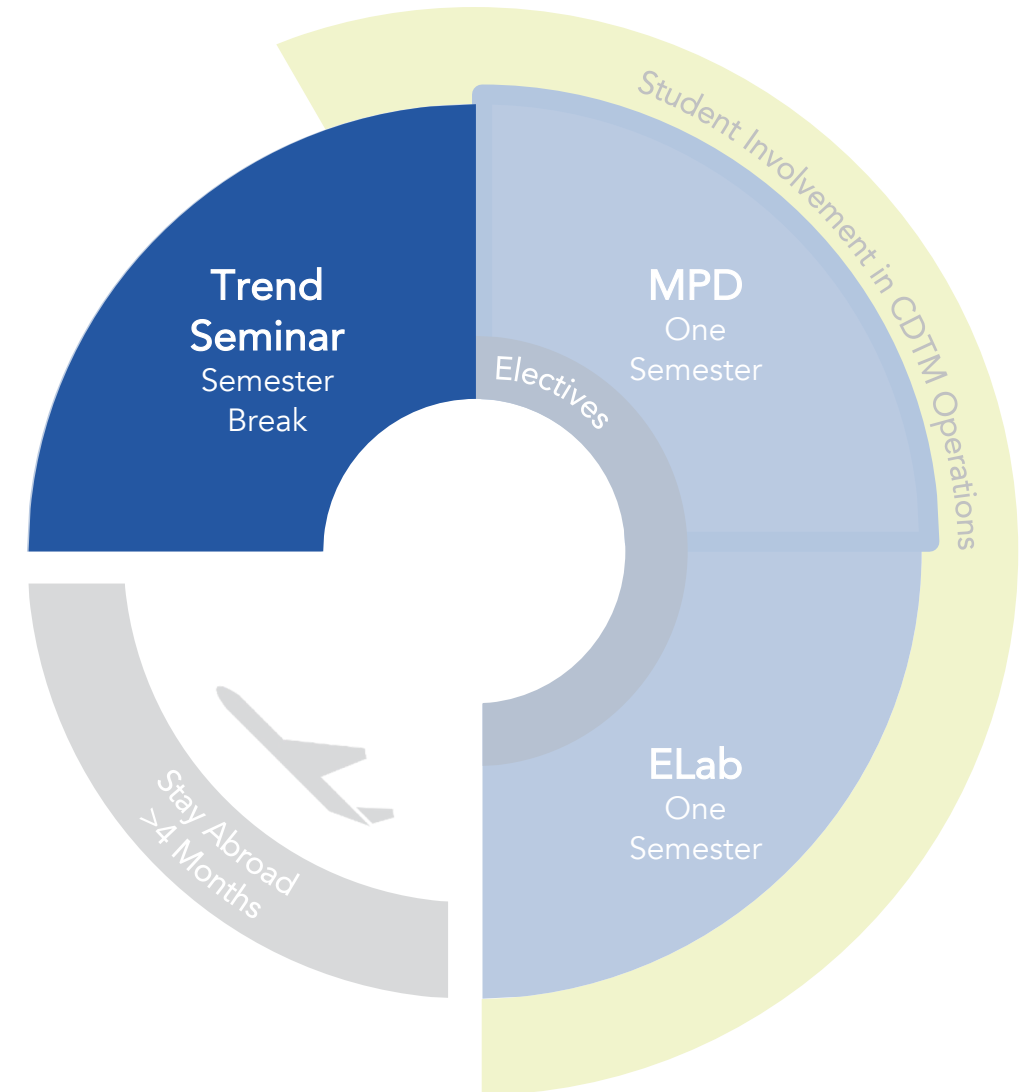 Trend
Seminar
Semester
Break
MPD
One
Semester
Electives
Student Involvement in CDTM Operations
ELab
One
Semester
Stay Abroad
>4 Months